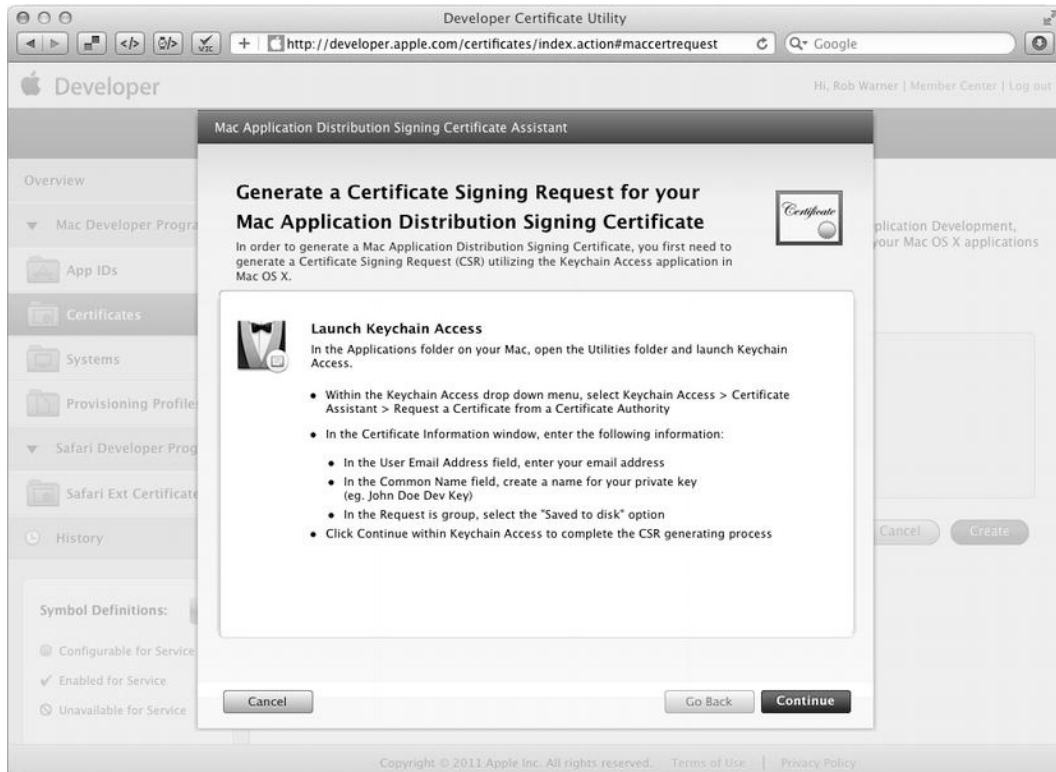 Developer Certificate Utility
http://developer.apple.com/certificates/index.action#maccertrequest
Google
Developer
Hi, Rob Warner | Member Center | Log out
Mac Application Distribution Signing Certificate Assistant
Overview
Mac Developer Progra
App IDs
Certificates
Systems
Provisioning Profile
Safari Developer Prog
Safari Ext Certificate
History
Symbol Definitions:
Configurable for Service
Enabled for Service
Unavailable for Service
Generate a Certificate Signing Request for your
Mac Application Distribution Signing Certificate
Certificate
In order to generate a Mac Application Distribution Signing Certificate, you first need to
generate a Certificate Signing Request (CSR) utilizing the Keychain Access application in
Mac OS X.
Launch Keychain Access
In the Applications folder on your Mac, open the Utilities folder and launch Keychain
Access.
• Within the Keychain Access drop down menu, select Keychain Access > Certificate
Assistant > Request a Certificate from a Certificate Authority
• In the Certificate Information window, enter the following information:
• In the User Email Address field, enter your email address
• In the Common Name field, create a name for your private key
(eg. John Doe Dev Key)
• In the Request is group, select the "Saved to disk" option
• Click Continue within Keychain Access to complete the CSR generating process
Cancel
Go Back
Continue
plication Development,
your Mac OS X applications
Cancel
Create
Copyright © 2011 Apple Inc. All rights reserved. Terms of Use | Privacy Policy